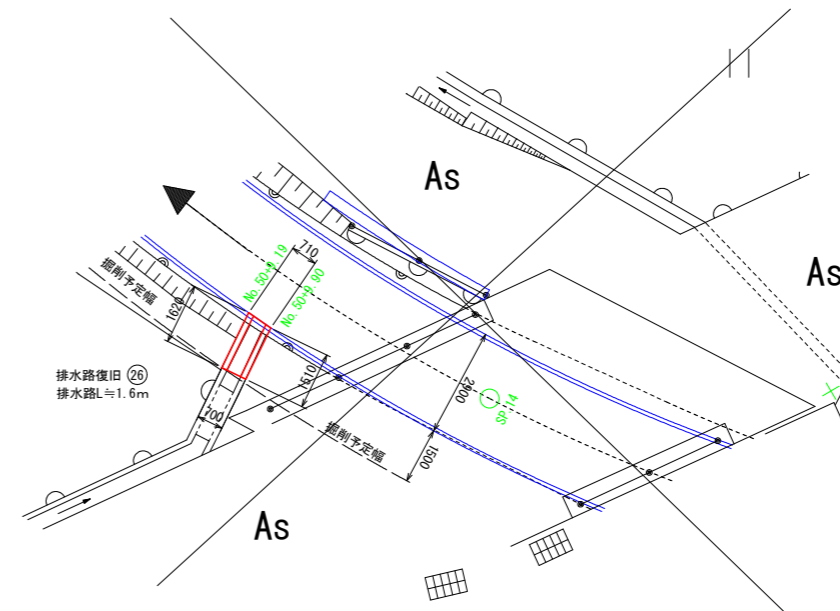 As
As
No.50+9.19
710
No.50+9.90
掘削予定幅
1620
排水路復旧 ㉖
排水路L≒1.6m
1510
700
2900
SP.14
掘削予定幅
1500
As